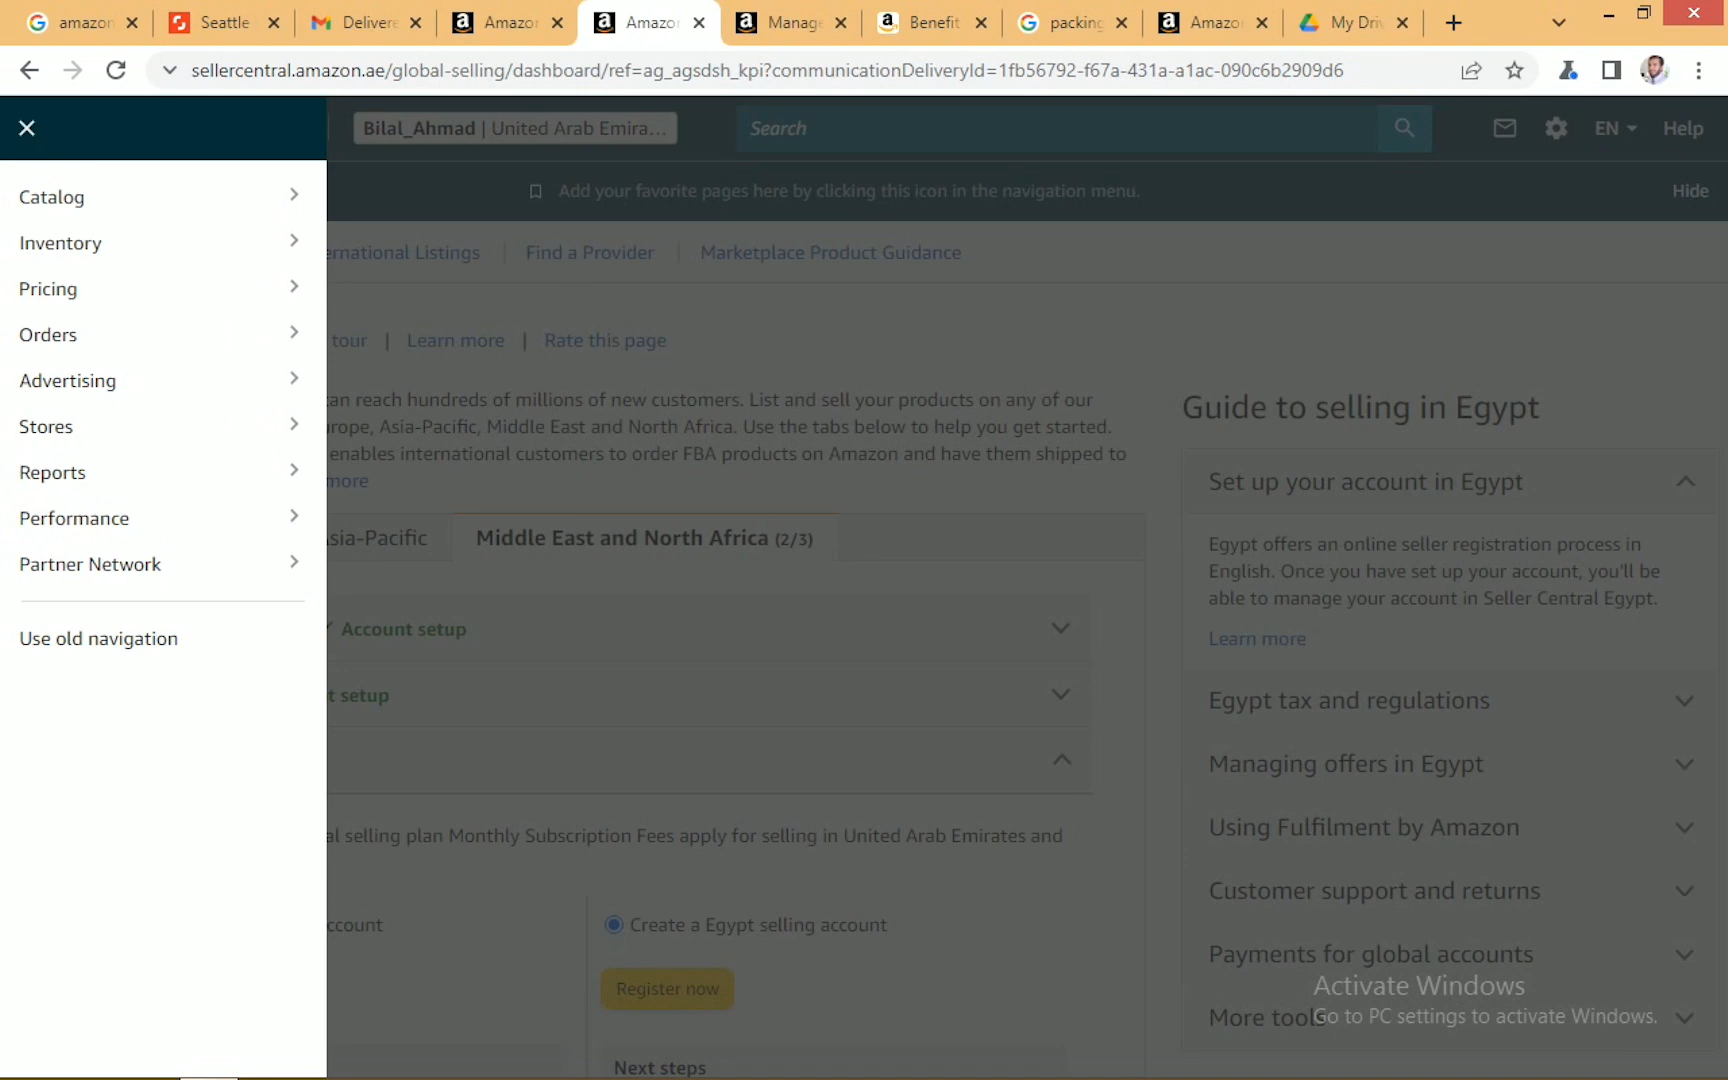 amazon
Seattle
Delivere
Amazo
Amazo
Manage
Benefit
packing
Amazo
My Dri
sellercentral.amazon.ae/global-selling/dashboard/ref=ag_agsdsh_kpi?communicationDeliveryId=1fb56792-f67a-431a-a1ac-090c6b2909d6
Bilal_Ahmad | United Arab Emira...
Search
EN
Help
Add your favorite pages here by clicking this icon in the navigation menu.
Hide
Catalog
Inventory
Pricing
Orders
Advertising
Stores
Reports
Performance
Partner Network
Use old navigation
ernational Listings
Find a Provider
Marketplace Product Guidance
tour | Learn more | Rate this page
an reach hundreds of millions of new customers. List and sell your products on any of our
rope, Asia-Pacific, Middle East and North Africa. Use the tabs below to help you get started.
enables international customers to order FBA products on Amazon and have them shipped to
more
sia-Pacific
Middle East and North Africa (2/3)
Account setup
t setup
al selling plan Monthly Subscription Fees apply for selling in United Arab Emirates and
ccount
Create a Egypt selling account
Register now
Next steps
Guide to selling in Egypt
Set up your account in Egypt
Egypt offers an online seller registration process in
English. Once you have set up your account, you'll be
able to manage your account in Seller Central Egypt.
Learn more
Egypt tax and regulations
Managing offers in Egypt
Using Fulfilment by Amazon
Customer support and returns
Payments for global accounts
More tools
Activate Windows
Go to PC settings to activate Windows.